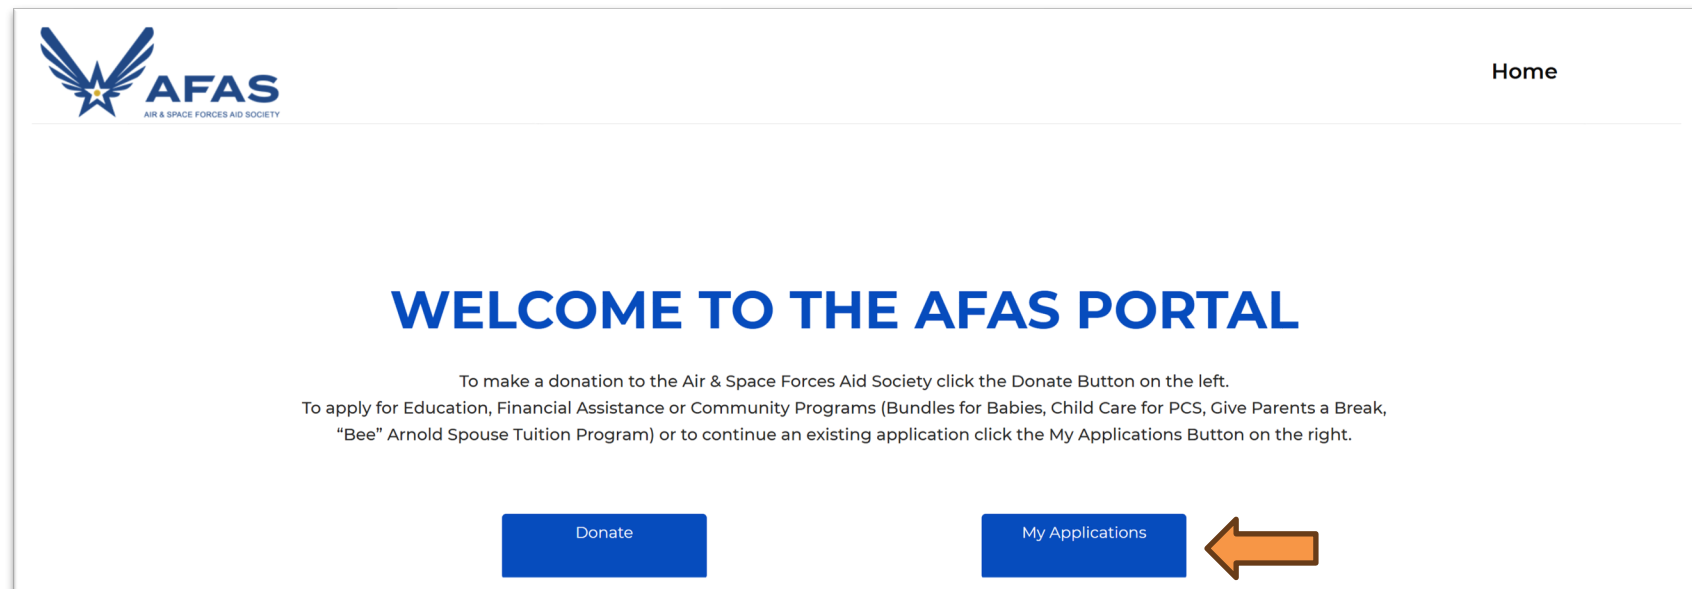 AFAS
AIR & SPACE FORCES AID SOCIETY
Home
WELCOME TO THE AFAS PORTAL
To make a donation to the Air & Space Forces Aid Society click the Donate Button on the left.
To apply for Education, Financial Assistance or Community Programs (Bundles for Babies, Child Care for PCS, Give Parents a Break,
“Bee” Arnold Spouse Tuition Program) or to continue an existing application click the My Applications Button on the right.
Donate
My Applications